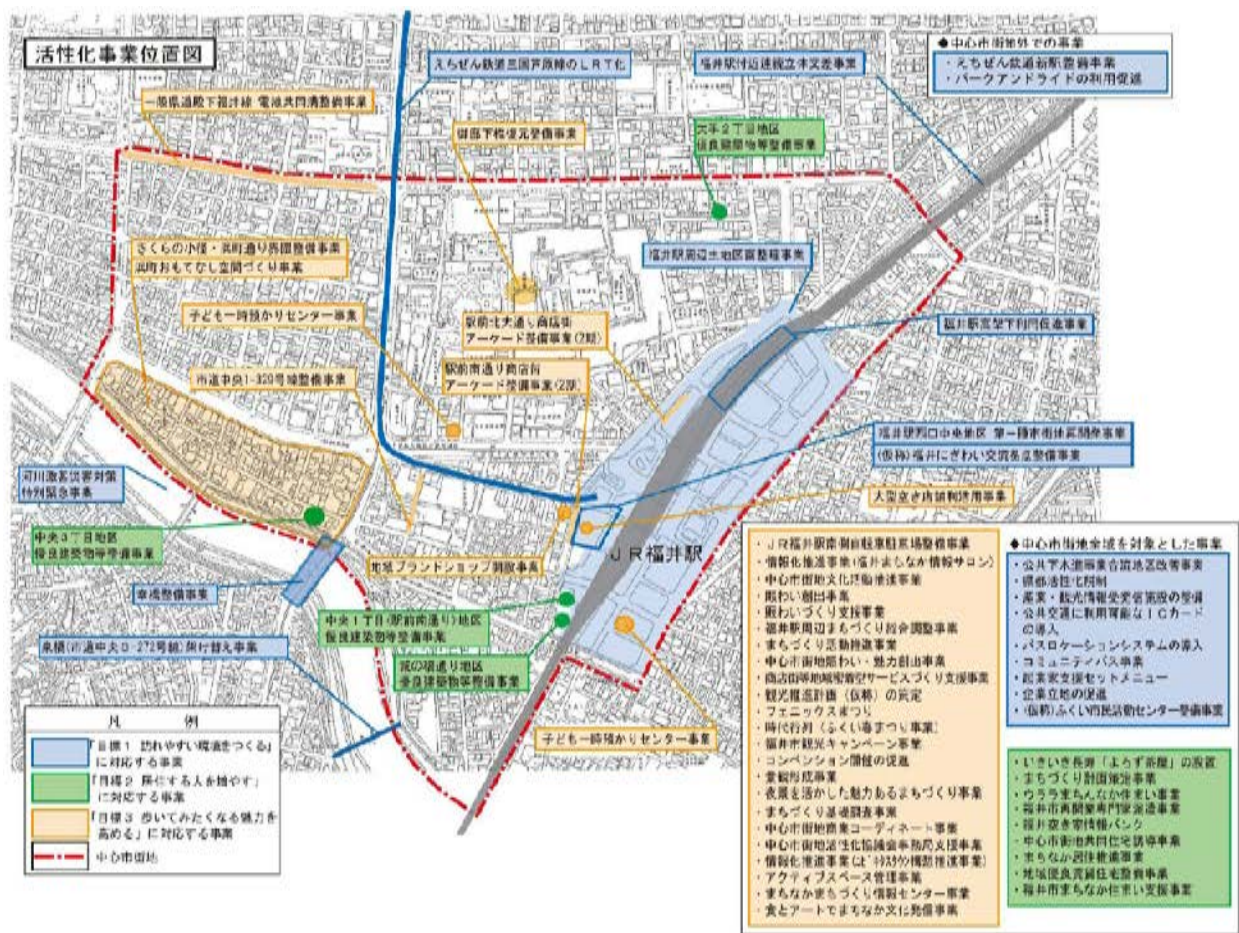 活性化事業位置図
えちぜん鉄道三国芦原線のLRT化
福井駅付近連続立体交差事業
◆中心市街地外での事業
・えちぜん鉄道新駅整備事業
・パークアンドライドの利用促進
一般県道殿下福井線 電線共同溝整備事業
御廊下橋復元整備事業
大手2丁目地区
優良建築物等整備事業
さくらの小径・浜町通り界隈整備事業
浜町おもてなし空間づくり事業
福井駅周辺土地区画整理事業
子ども一時預かりセンター事業
駅前北大通り商店街
アーケード整備事業(2期)
福井駅高架下利用促進事業
市道中央1-329号線整備事業
駅前南通り商店街
アーケード整備事業(2期)
福井駅西口中央地区 第一種市街地再開発事業
(仮称)福井にぎわい交流拠点整備事業
河川激甚災害対策
特別緊急事業
大型空き店舗利活用事業
中央3丁目地区
優良建築物等整備事業
JR福井駅
地域ブランドショップ開設事業
幸橋整備事業
中央1丁目(駅前南通り)地区
優良建築物等整備事業
泉橋(市道中央3-272号線)架け替え事業
城の橋通り地区
優良建築物等整備事業
子ども一時預かりセンター事業
凡 例
「目標1 訪れやすい環境をつくる」
に対応する事業
「目標2 居住する人を増やす」
に対応する事業
「目標3 歩いてみたくなる魅力を
高める」に対応する事業
中心市街地
・JR福井駅南側自転車駐車場整備事業
・情報化推進事業(福井まちなか情報サロン)
・中心市街地文化活動推進事業
・賑わい創出事業
・賑わいづくり支援事業
・福井駅周辺まちづくり総合調整事業
・まちづくり活動推進事業
・中心市街地賑わい・魅力創出事業
・商店街等地域密着型サービスづくり支援事業
・観光推進計画(仮称)の策定
・フェニックスまつり
・時代行列(ふくい春まつり事業)
・福井市観光キャンペーン事業
・コンベンション開催の促進
・景観形成事業
・夜景を活かした魅力あるまちづくり事業
・まちづくり基礎調査事業
・中心市街地商業コーディネート事業
・中心市街地活性化協議会事務局支援事業
・情報化推進事業
・アクティブスペース管理事業
・まちなかまちづくり情報センター事業
・食とアートでまちなか文化発信事業
◆中心市街地全域を対象とした事業
・公共下水道事業合流地区改善事業
・県都活性化税制
・産業・観光情報受発信施設の整備
・公共交通に利用可能なICカード
の導入
・バスロケーションシステムの導入
・コミュニティバス事業
・起業家支援セットメニュー
・企業立地の促進
・(仮称)ふくい市民活動センター整備事業
・いきいき長寿「よろず茶屋」の設置
・まちづくり計画策定事業
・ウララまちんなか住まい事業
・福井市再開発専門家派遣事業
・福井空き家情報バンク
・中心市街地共同住宅誘導事業
・まちなか居住推進事業
・地域優良賃貸住宅整備事業
・福井市まちなか住まい支援事業